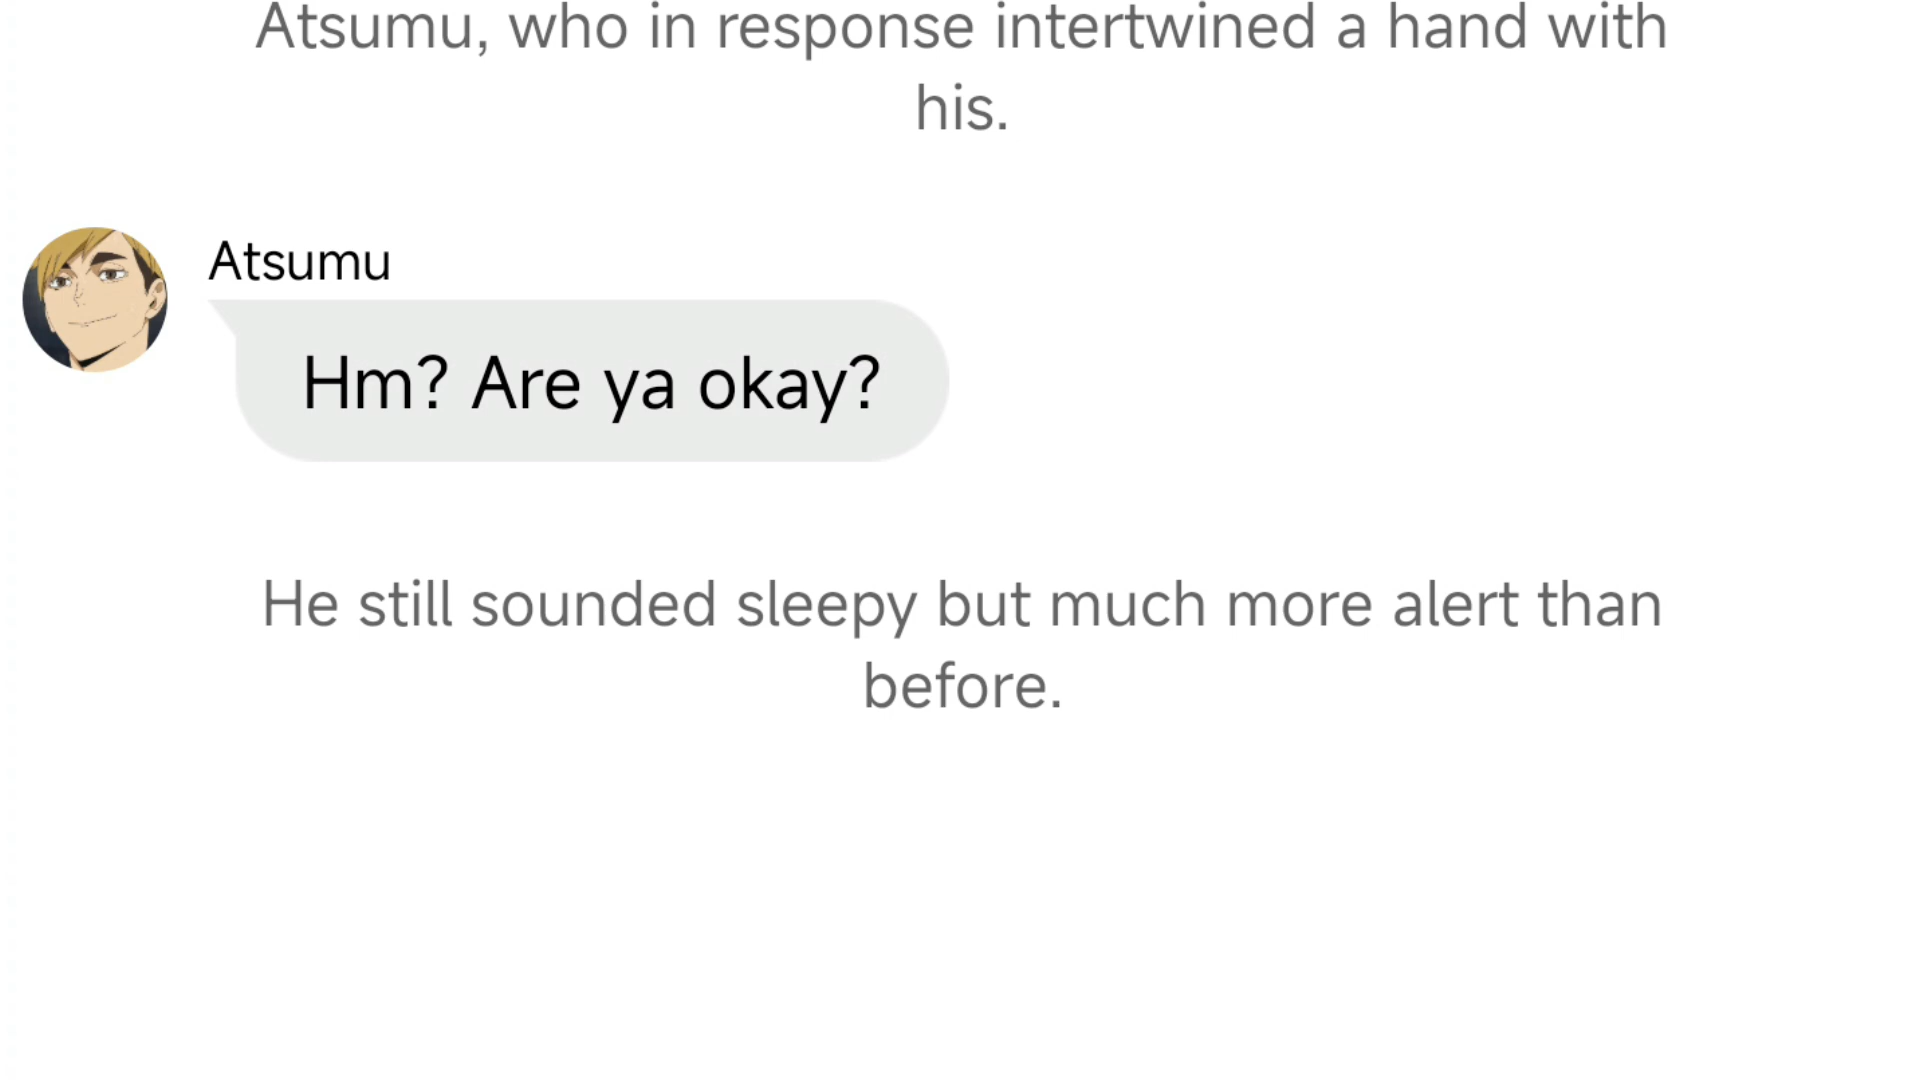 Atsumu, who in response intertwined a hand with
his.
Atsumu
Hm? Are ya okay?
He still sounded sleepy but much more alert than
before.